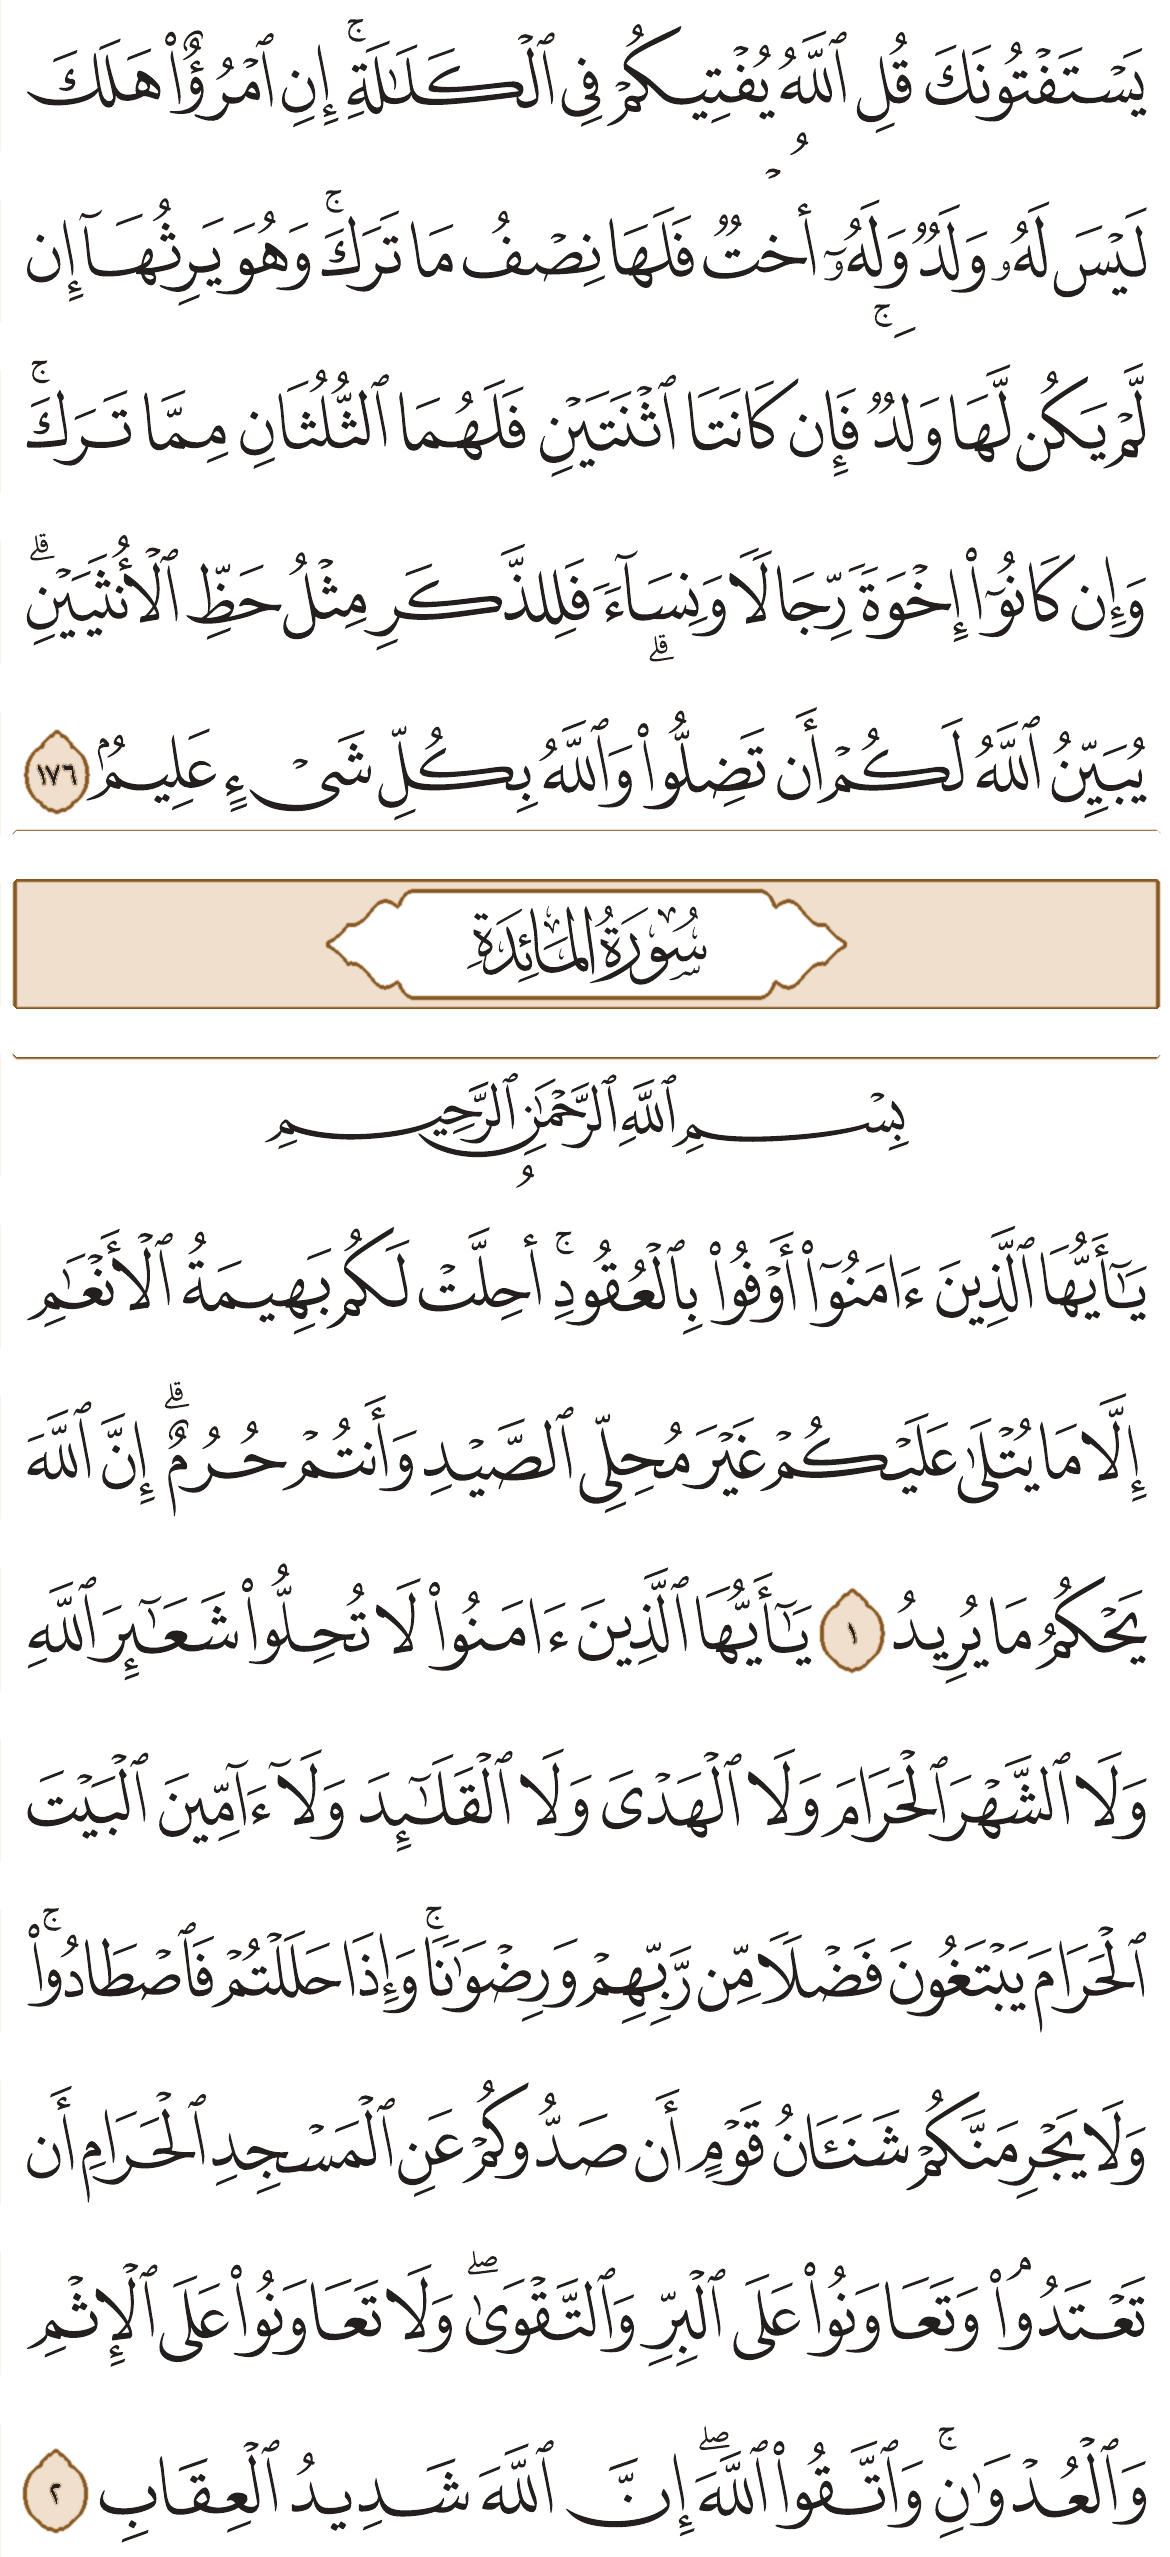 يَسْتَفْتُونَكَ قُلِ ٱللَّهُ يُفْتِيكُمْ فِى ٱلْكَلَٰلَةِ ۚ إِنِ ٱمْرُؤٌا۟ هَلَكَ
لَيْسَ لَهُۥ وَلَدٌ وَلَهُۥٓ أُخْتٌ فَلَهَا نِصْفُ مَا تَرَكَ ۚ وَهُوَ يَرِثُهَآ إِن
لَّمْ يَكُن لَّهَا وَلَدٌ ۚ فَإِن كَانَتَا ٱثْنَتَيْنِ فَلَهُمَا ٱلثُّلُثَانِ مِمَّا تَرَكَ ۚ
وَإِن كَانُوٓا۟ إِخْوَةً رِّجَالًا وَنِسَآءً فَلِلذَّكَرِ مِثْلُ حَظِّ ٱلْأُنثَيَيْنِ ۗ
يُبَيِّنُ ٱللَّهُ لَكُمْ أَن تَضِلُّوا۟ ۗ وَٱللَّهُ بِكُلِّ شَىْءٍ عَلِيمٌۢ ١٧٦
سُورَةُ المَائِدَةِ
بِسْمِ ٱللَّهِ ٱلرَّحْمَٰنِ ٱلرَّحِيمِ
يَٰٓأَيُّهَا ٱلَّذِينَ ءَامَنُوٓا۟ أَوْفُوا۟ بِٱلْعُقُودِ ۚ أُحِلَّتْ لَكُم بَهِيمَةُ ٱلْأَنْعَٰمِ
إِلَّا مَا يُتْلَىٰ عَلَيْكُمْ غَيْرَ مُحِلِّى ٱلصَّيْدِ وَأَنتُمْ حُرُمٌ ۗ إِنَّ ٱللَّهَ
يَحْكُمُ مَا يُرِيدُ ١ يَٰٓأَيُّهَا ٱلَّذِينَ ءَامَنُوا۟ لَا تُحِلُّوا۟ شَعَٰٓئِرَ ٱللَّهِ
وَلَا ٱلشَّهْرَ ٱلْحَرَامَ وَلَا ٱلْهَدْىَ وَلَا ٱلْقَلَٰٓئِدَ وَلَآ ءَآمِّينَ ٱلْبَيْتَ
ٱلْحَرَامَ يَبْتَغُونَ فَضْلًا مِّن رَّبِّهِمْ وَرِضْوَٰنًا ۚ وَإِذَا حَلَلْتُمْ فَٱصْطَادُوا۟ ۚ
وَلَا يَجْرِمَنَّكُمْ شَنَـَٔانُ قَوْمٍ أَن صَدُّوكُمْ عَنِ ٱلْمَسْجِدِ ٱلْحَرَامِ أَن
تَعْتَدُوا۟ ۘ وَتَعَاوَنُوا۟ عَلَى ٱلْبِرِّ وَٱلتَّقْوَىٰ ۖ وَلَا تَعَاوَنُوا۟ عَلَى ٱلْإِثْمِ
وَٱلْعُدْوَٰنِ ۚ وَٱتَّقُوا۟ ٱللَّهَ ۖ إِنَّ ٱللَّهَ شَدِيدُ ٱلْعِقَابِ ٢